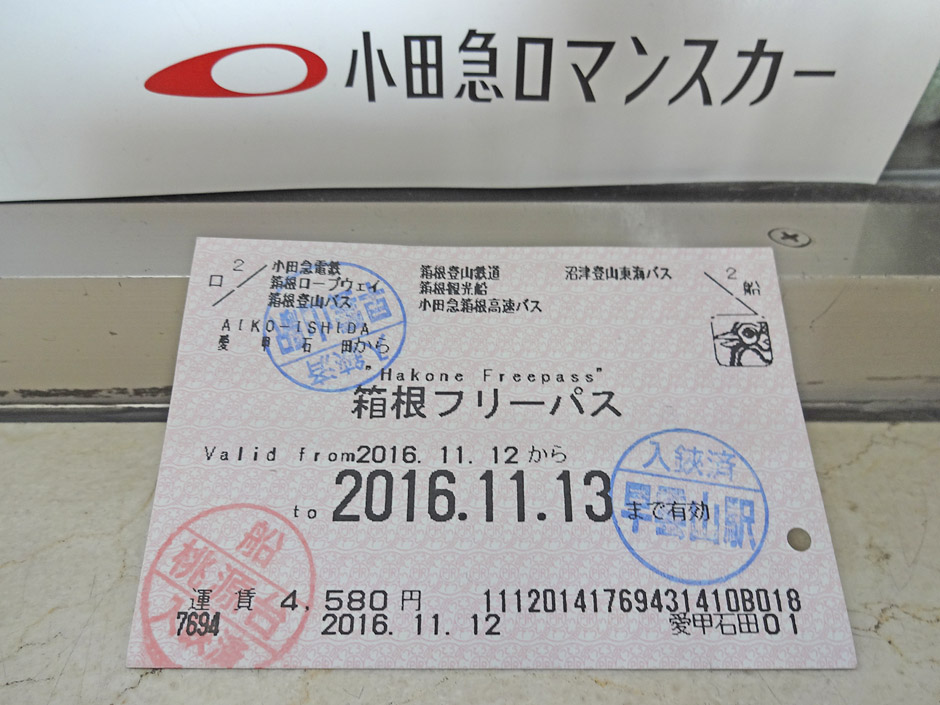 小田急ロマンスカー
2
ロ
小田急電鉄 箱根登山鉄道 沼津登山東海バス
箱根ロープウェイ 箱根観光船
箱根登山バス 小田急箱根高速バス
2
船
AIKO-ISHIDA
愛甲石田から
"Hakone Freepass"
箱根フリーパス
Valid from 2016. 11. 12 から
to 2016.11.13 まで有効
入鋏済
早雲山駅
船
桃源台
入鋏済
運賃 4,580円 11120141769431410B018
7694 2016. 11. 12 愛甲石田01